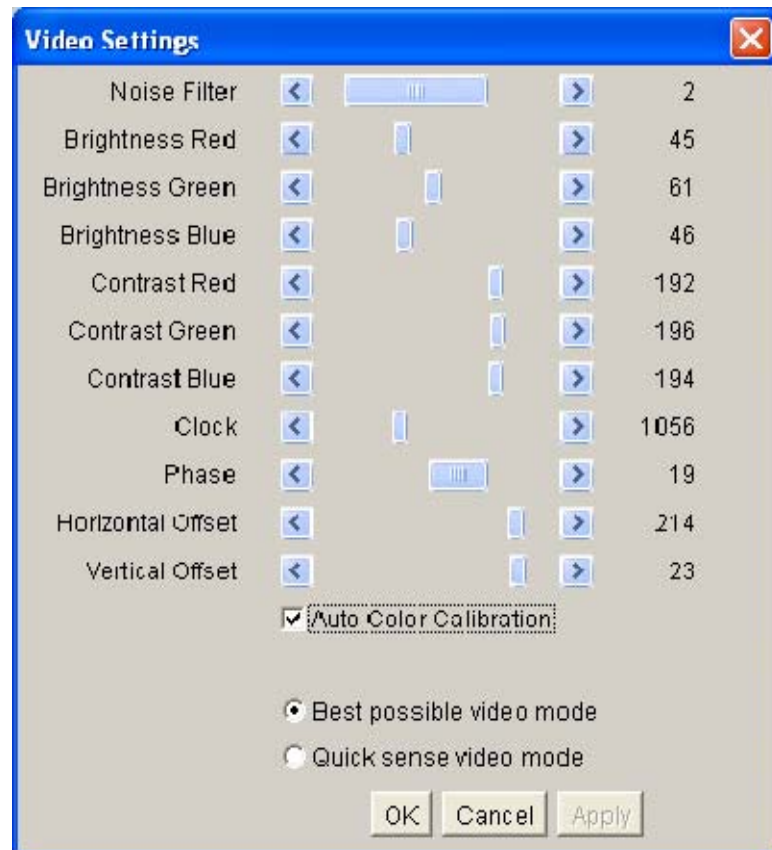 Video Settings
Noise Filter 2
Brightness Red 45
Brightness Green 61
Brightness Blue 46
Contrast Red 192
Contrast Green 196
Contrast Blue 194
Clock 1056
Phase 19
Horizontal Offset 214
Vertical Offset 23
Auto Color Calibration
Best possible video mode
Quick sense video mode
OK Cancel Apply